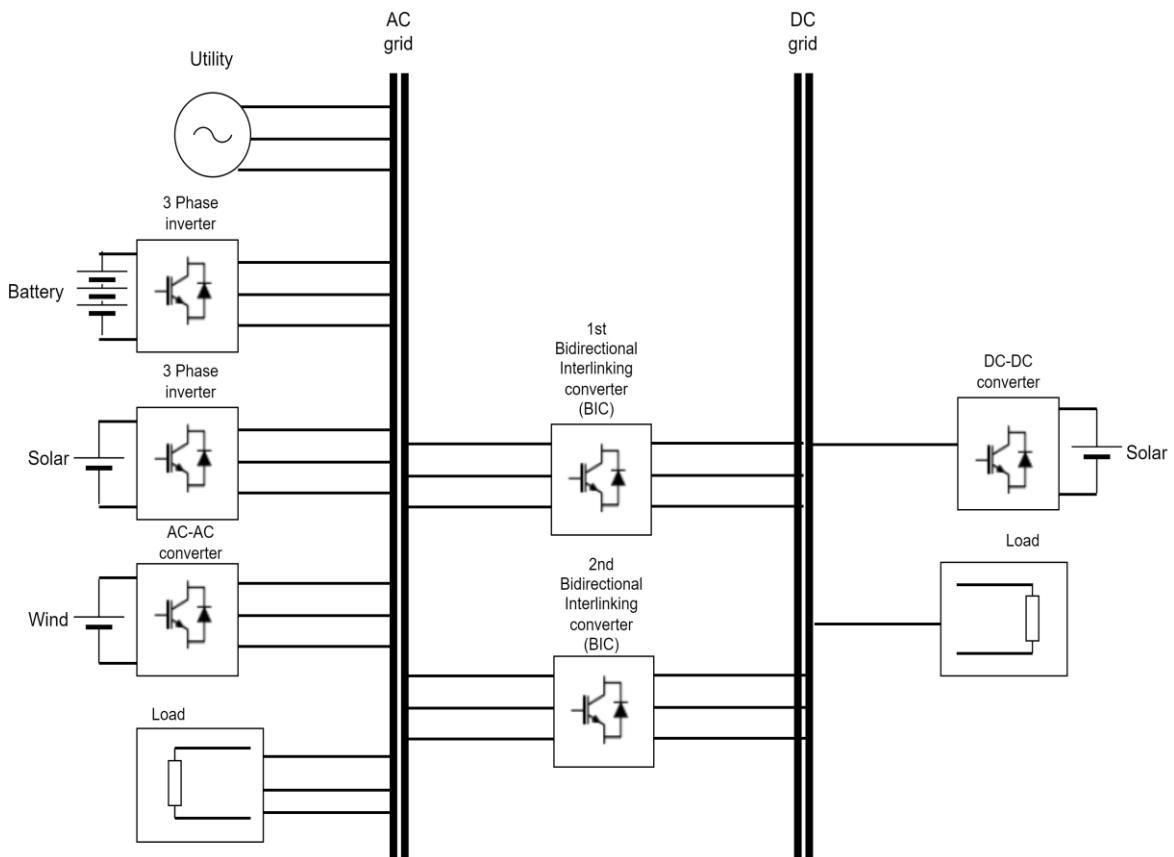 AC
grid
DC
grid
Utility
3 Phase
inverter
Battery
3 Phase
inverter
Solar
AC-AC
converter
Wind
Load
1st
Bidirectional
Interlinking
converter
(BIC)
2nd
Bidirectional
Interlinking
converter
(BIC)
DC-DC
converter
Solar
Load